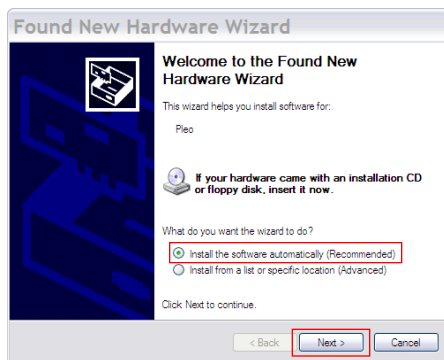 Found New Hardware Wizard
Welcome to the Found New
Hardware Wizard
This wizard helps you install software for:
Pleo
If your hardware came with an installation CD
or floppy disk, insert it now.
What do you want the wizard to do?
Install the software automatically (Recommended)
Install from a list or specific location (Advanced)
Click Next to continue.
< Back Next > Cancel